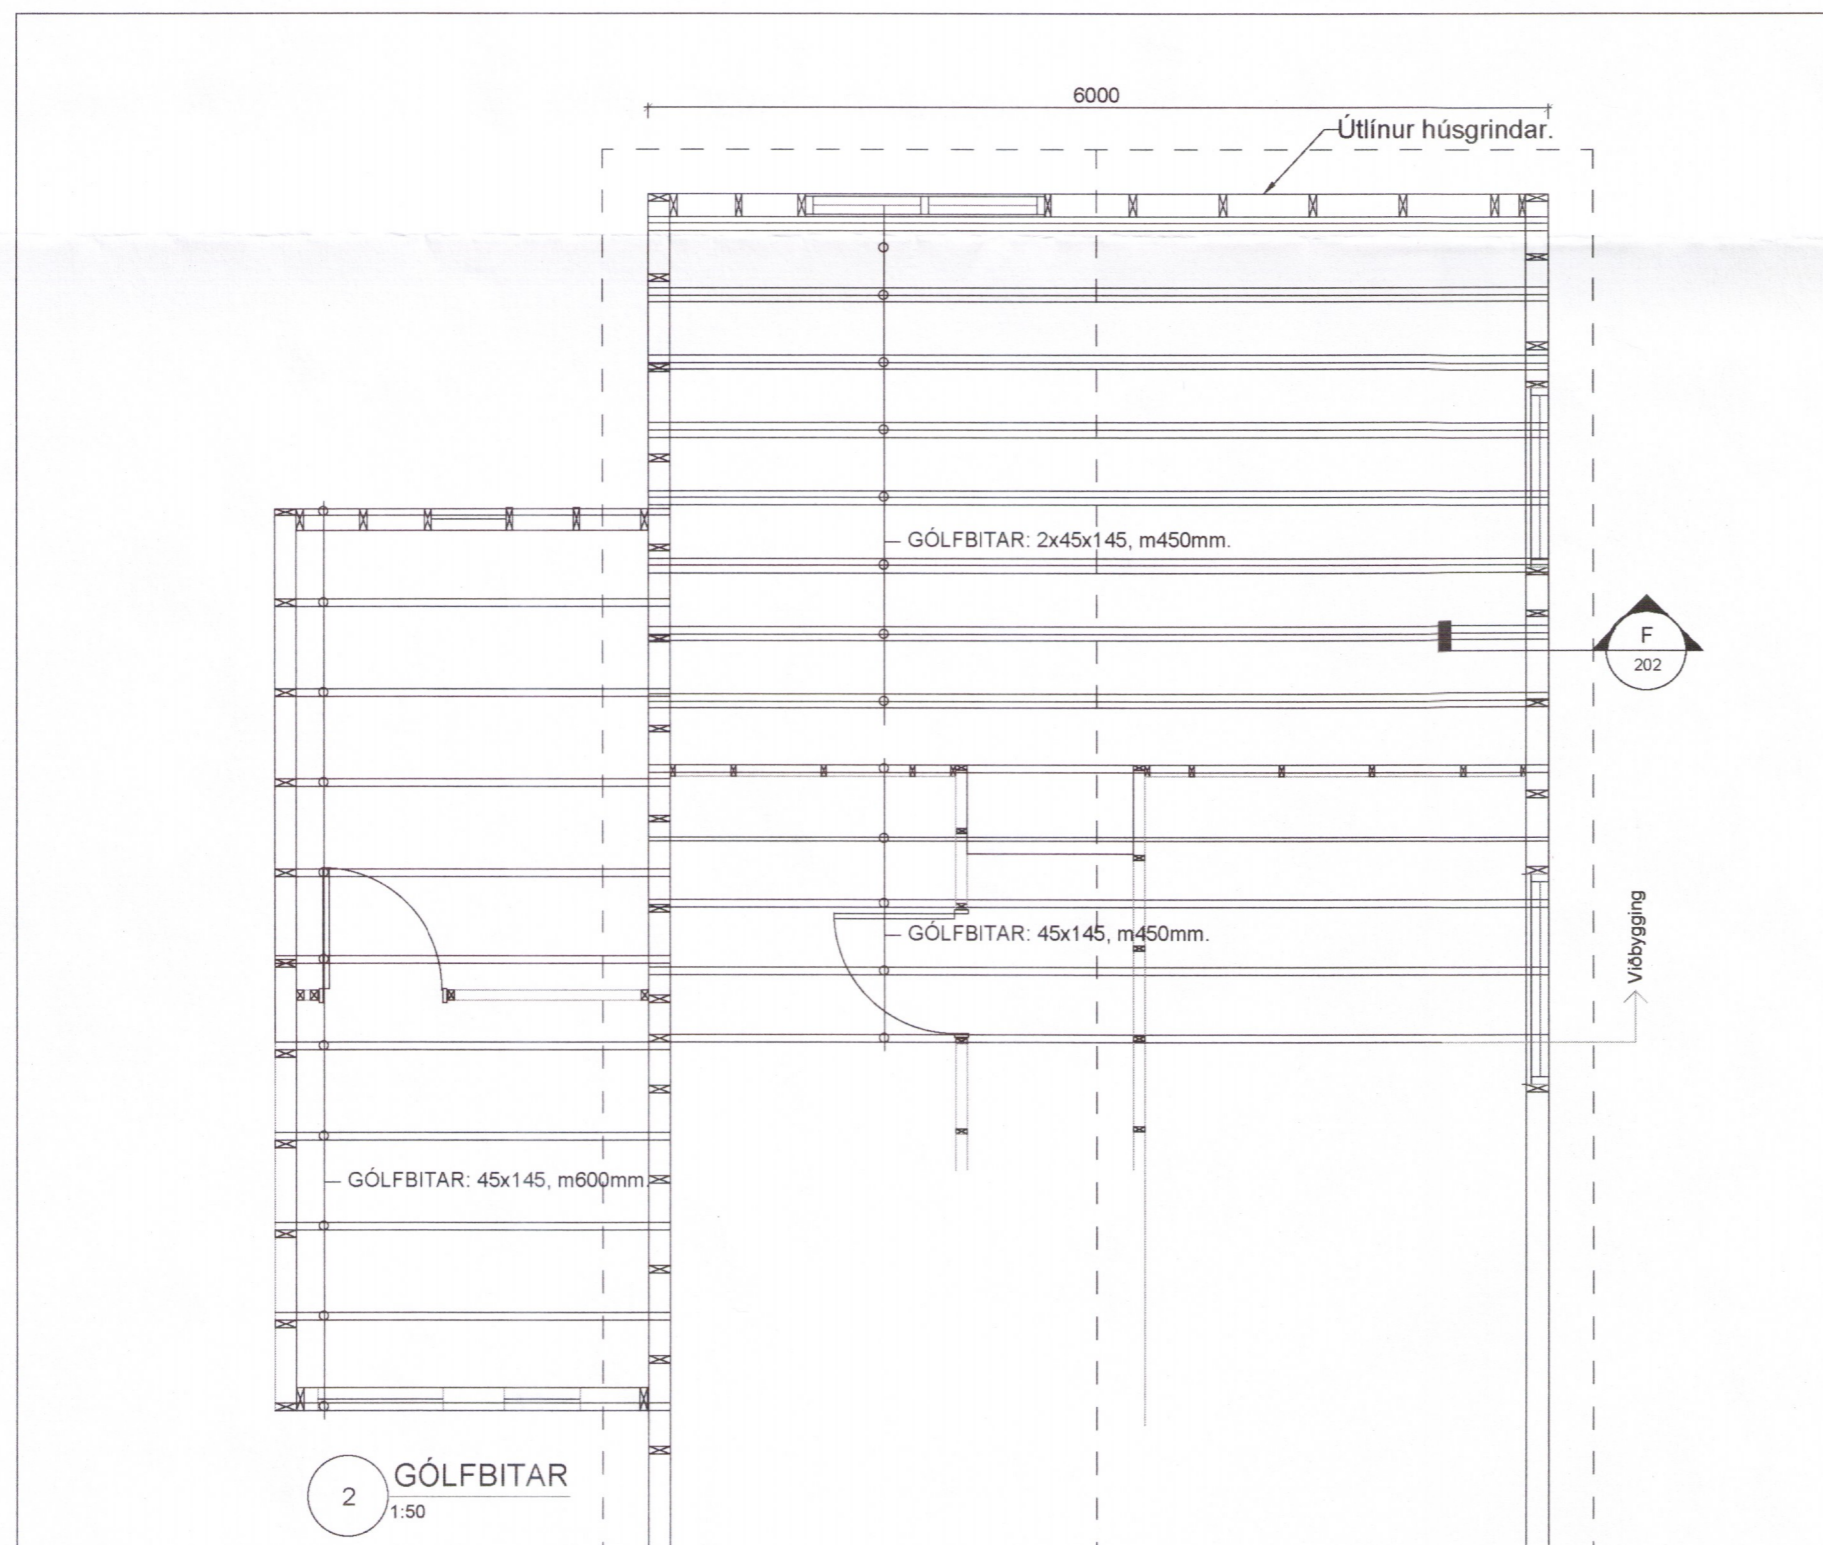 6000
Útlínur húsgrindar.
GÓLFBITAR: 2x45x145, m450mm.
F
202
GÓLFBITAR: 45x145, m450mm.
Viðbygging
GÓLFBITAR: 45x145, m600mm.
2
GÓLFBITAR
1:50